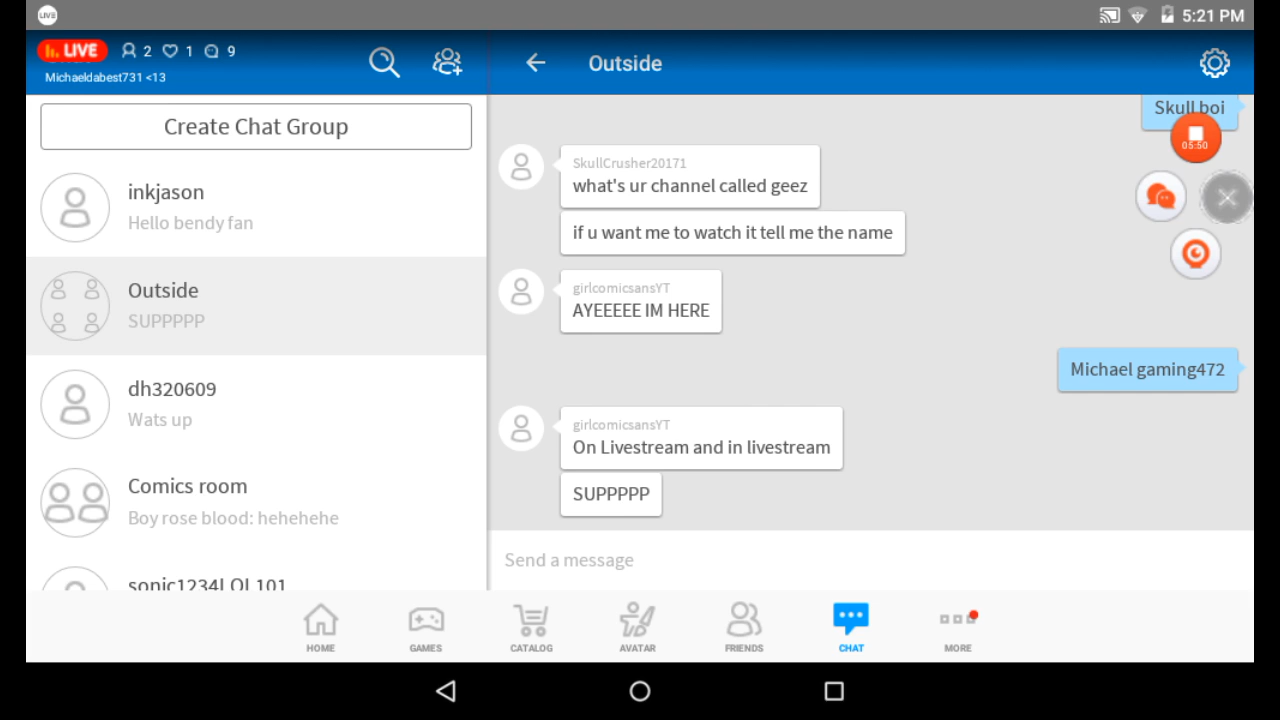 LIVE
5:21 PM
LIVE 2 1 9
Michaeldabest731 <13
Outside
Create Chat Group
inkjason
Hello bendy fan
Outside
SUPPPPP
dh320609
Wats up
Comics room
Boy rose blood: hehehehe
sonic1234LOL101
Skull boi
05:50
SkullCrusher20171
what's ur channel called geez
if u want me to watch it tell me the name
girlcomicsansYT
AYEEEEE IM HERE
Michael gaming472
girlcomicsansYT
On Livestream and in livestream
SUPPPPP
Send a message
HOME GAMES CATALOG AVATAR FRIENDS CHAT MORE